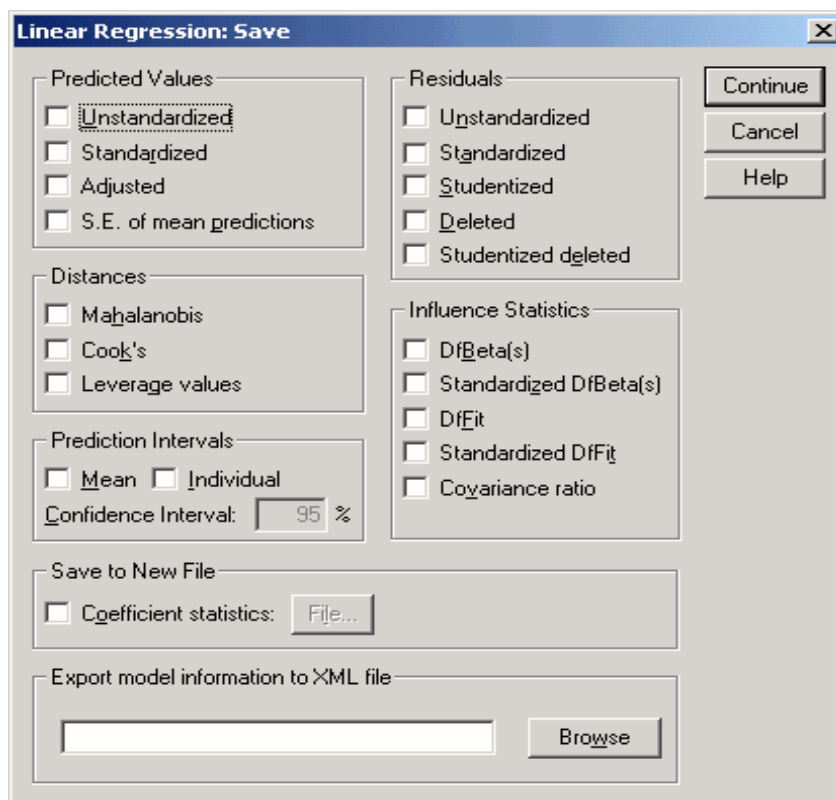 Linear Regression: Save
Predicted Values
Unstandardized
Standardized
Adjusted
S.E. of mean predictions
Distances
Mahalanobis
Cook's
Leverage values
Prediction Intervals
Mean Individual
Confidence Interval: 95 %
Residuals
Unstandardized
Standardized
Studentized
Deleted
Studentized deleted
Influence Statistics
DfBeta(s)
Standardized DfBeta(s)
DfFit
Standardized DfFit
Covariance ratio
Continue
Cancel
Help
Save to New File
Coefficient statistics: File...
Export model information to XML file
Browse